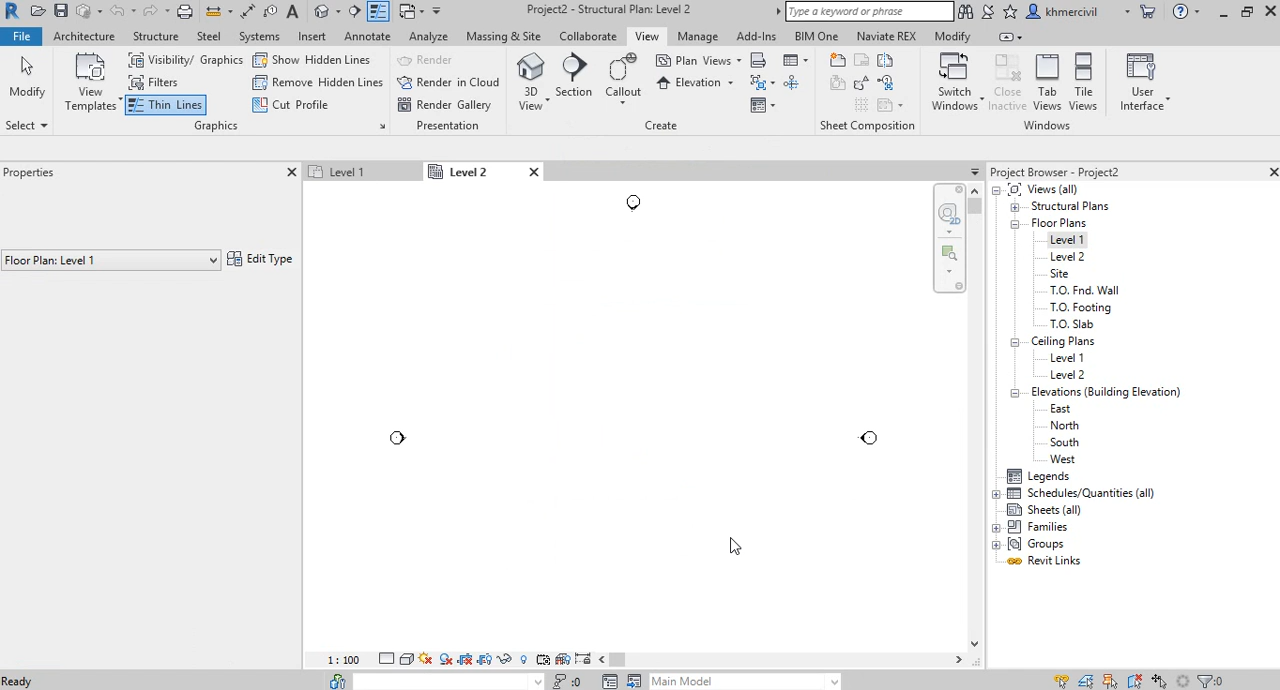 Project2 - Structural Plan: Level 2
Type a keyword or phrase
khmercivil
File
Architecture
Structure
Steel
Systems
Insert
Annotate
Analyze
Massing & Site
Collaborate
View
Manage
Add-Ins
BIM One
Naviate REX
Modify
Modify
Select
View
Templates
Visibility/ Graphics
Filters
Thin Lines
Show Hidden Lines
Remove Hidden Lines
Cut Profile
Graphics
Render
Render in Cloud
Render Gallery
Presentation
3D
View
Section
Callout
Plan Views
Elevation
Create
Sheet Composition
Switch
Windows
Close
Inactive
Tab
Views
Tile
Views
Windows
User
Interface
Properties
Floor Plan: Level 1
Edit Type
Level 1
Level 2
2D
Project Browser - Project2
Views (all)
Structural Plans
Floor Plans
Level 1
Level 2
Site
T.O. Fnd. Wall
T.O. Footing
T.O. Slab
Ceiling Plans
Level 1
Level 2
Elevations (Building Elevation)
East
North
South
West
Legends
Schedules/Quantities (all)
Sheets (all)
Families
Groups
Revit Links
1 : 100
Ready
:0
Main Model
:0